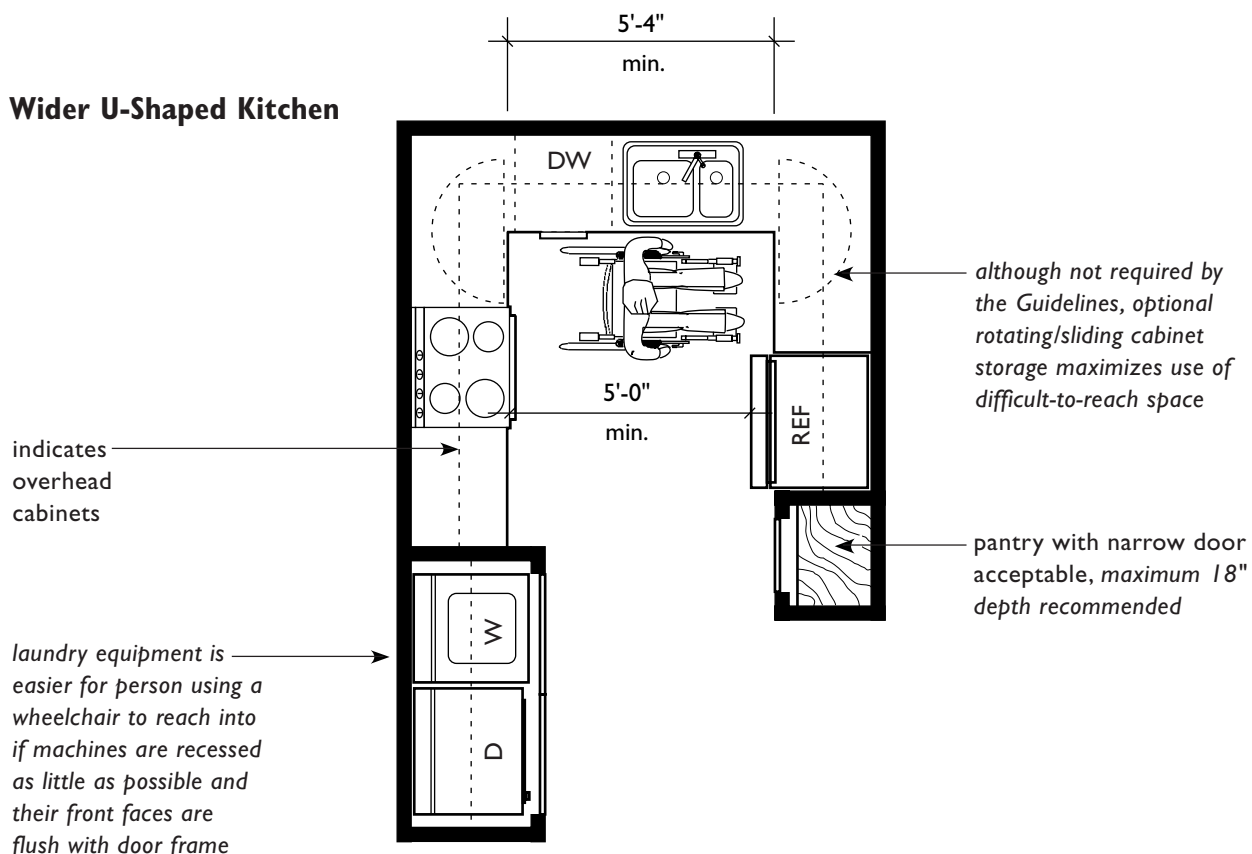 5'-4"
min.
Wider U-Shaped Kitchen
DW
although not required by
the Guidelines, optional
rotating/sliding cabinet
storage maximizes use of
difficult-to-reach space
5'-0"
min.
REF
indicates
overhead
cabinets
pantry with narrow door
acceptable, maximum 18"
depth recommended
W
D
laundry equipment is
easier for person using a
wheelchair to reach into
if machines are recessed
as little as possible and
their front faces are
flush with door frame